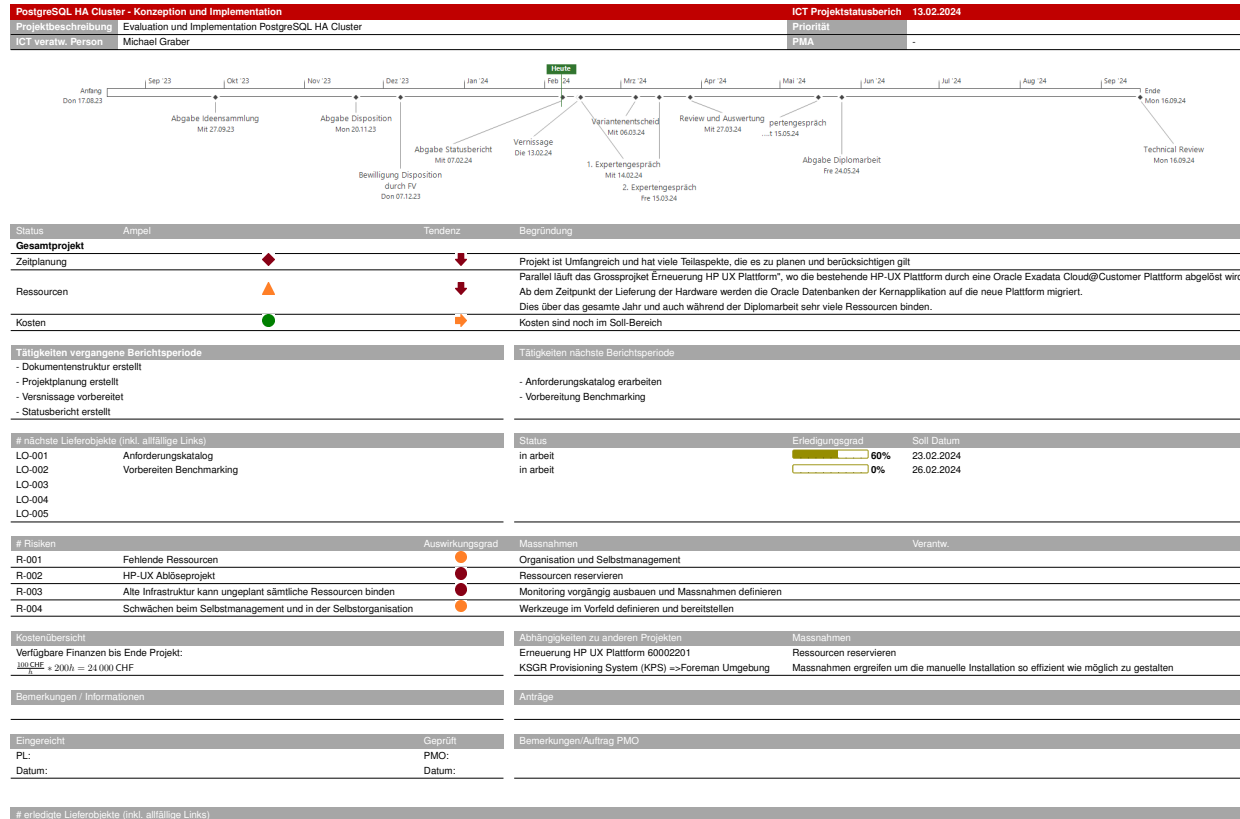 PostgreSQL HA Cluster - Konzeption und Implementation ICT Projektstatusberich 13.02.2024
Projektbeschreibung Evaluation und Implementation PostgreSQL HA Cluster Priorität
ICT veratw. Person Michael Graber PMA -
Heute
Sep '23 Okt '23 Nov '23 Dez '23 Jan '24 Feb '24 Mrz '24 Apr '24 Mai '24 Jun '24 Jul '24 Aug '24 Sep '24
Anfang
Don 17.08.23
Ende
Mon 16.09.24
Abgabe Ideensammlung
Mit 27.09.23
Abgabe Disposition
Mon 20.11.23
Bewilligung Disposition
durch FV
Don 07.12.23
Abgabe Statusbericht
Mit 07.02.24
Vernissage
Die 13.02.24
Variantenentscheid
Mit 06.03.24
1. Expertengespräch
Mit 14.02.24
2. Expertengespräch
Fre 15.03.24
Review und Auswertung
Mit 27.03.24
pertengespräch
...t 15.05.24
Abgabe Diplomarbeit
Fre 24.05.24
Technical Review
Mon 16.09.24
Status Ampel Tendenz Begründung
Gesamtprojekt
Zeitplanung Projekt ist Umfangreich und hat viele Teilaspekte, die es zu planen und berücksichtigen gilt
Parallel läuft das Grossprojket Ërneuerung HP UX Plattform", wo die bestehende HP-UX Plattform durch eine Oracle Exadata Cloud@Customer Plattform abgelöst wird
Ressourcen Ab dem Zeitpunkt der Lieferung der Hardware werden die Oracle Datenbanken der Kernapplikation auf die neue Plattform migriert.
Dies über das gesamte Jahr und auch während der Diplomarbeit sehr viele Ressourcen binden.
Kosten Kosten sind noch im Soll-Bereich
Tätigkeiten vergangene Berichtsperiode Tätigkeiten nächste Berichtsperiode
- Dokumentenstruktur erstellt
- Projektplanung erstellt - Anforderungskatalog erarbeiten
- Versnissage vorbereitet - Vorbereitung Benchmarking
- Statusbericht erstellt
# nächste Lieferobjekte (inkl. allfällige Links) Status Erledigungsgrad Soll Datum
LO-001 Anforderungskatalog in arbeit 60% 23.02.2024
LO-002 Vorbereiten Benchmarking in arbeit 0% 26.02.2024
LO-003
LO-004
LO-005
# Risiken Auswirkungsgrad Massnahmen Verantw.
R-001 Fehlende Ressourcen Organisation und Selbstmanagement
R-002 HP-UX Ablöseprojekt Ressourcen reservieren
R-003 Alte Infrastruktur kann ungeplant sämtliche Ressourcen binden Monitoring vorgängig ausbauen und Massnahmen definieren
R-004 Schwächen beim Selbstmanagement und in der Selbstorganisation Werkzeuge im Vorfeld definieren und bereitstellen
Kostenübersicht Abhängigkeiten zu anderen Projekten Massnahmen
Verfügbare Finanzen bis Ende Projekt: Erneuerung HP UX Plattform 60002201 Ressourcen reservieren
100 CHF/h * 200h = 24 000 CHF KSGR Provisioning System (KPS) =>Foreman Umgebung Massnahmen ergreifen um die manuelle Installation so effizient wie möglich zu gestalten
Bemerkungen / Informationen Anträge
Eingereicht Geprüft Bemerkungen/Auftrag PMO
PL: PMO:
Datum: Datum:
# erledigte Lieferobjekte (inkl. allfällige Links)